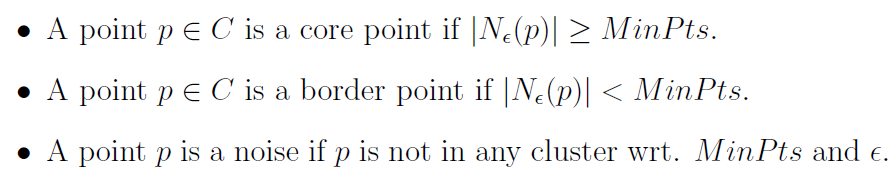 • A point p ∈ C is a core point if |N_ϵ(p)| ≥ MinPts.
• A point p ∈ C is a border point if |N_ϵ(p)| < MinPts.
• A point p is a noise if p is not in any cluster wrt. MinPts and ϵ.